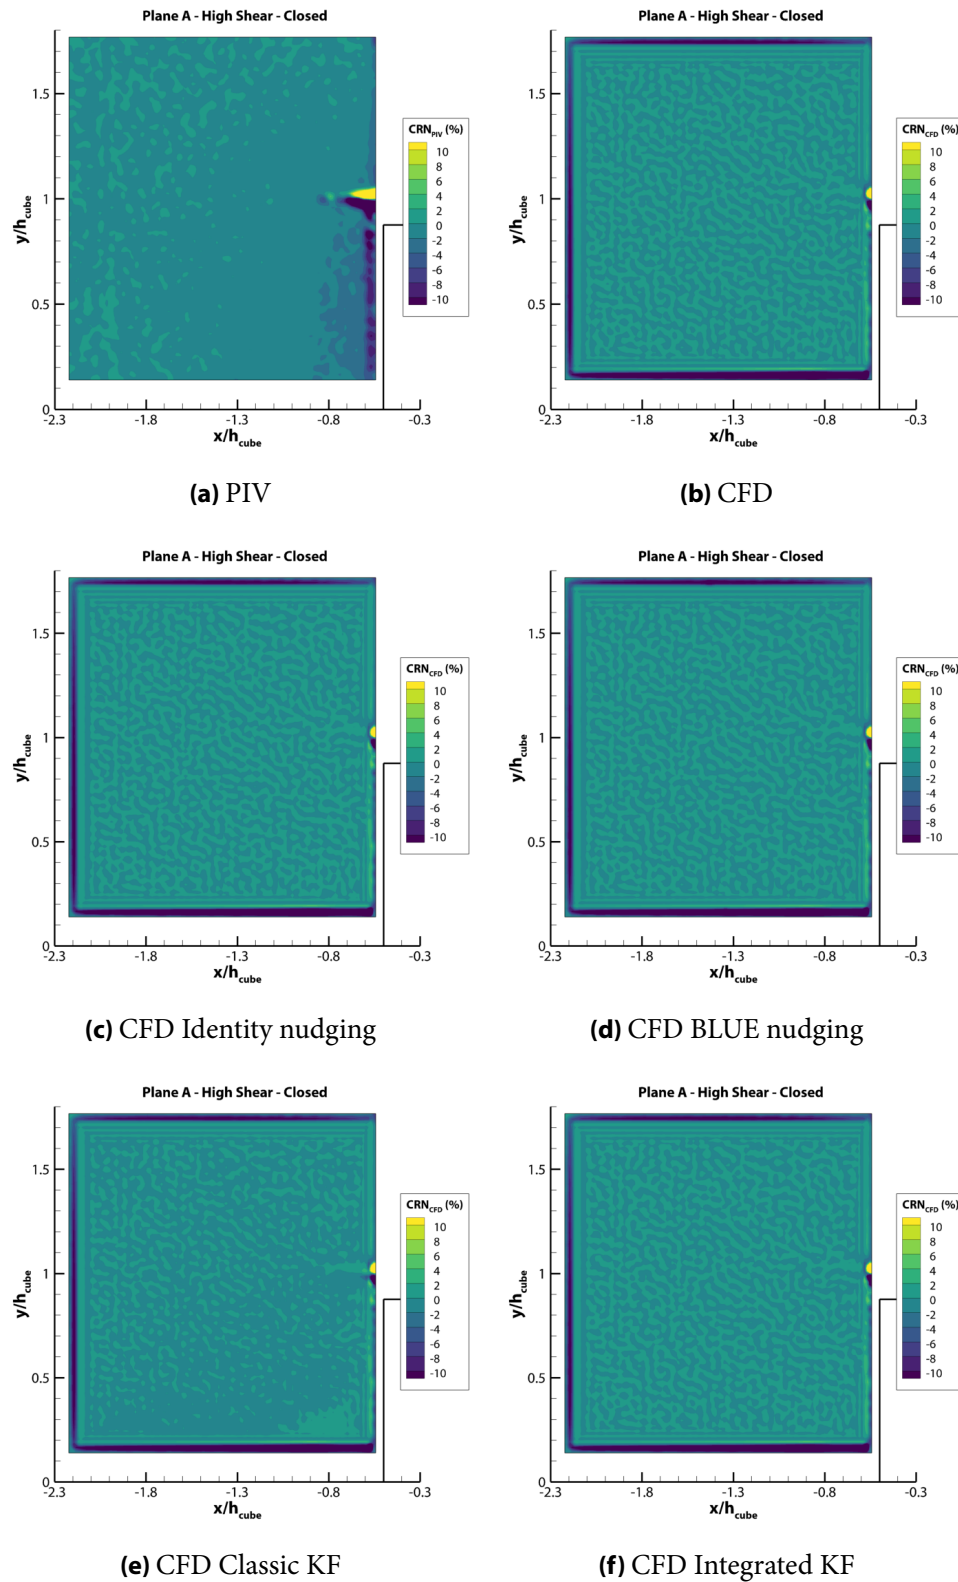 Plane A - High Shear - Closed
1.5
1
0.5
0
y/hcube
-2.3 -1.8 -1.3 -0.8 -0.3
x/hcube
CRNPIV (%)
10
8
6
4
2
0
-2
-4
-6
-8
-10
(a) PIV
Plane A - High Shear - Closed
1.5
1
0.5
0
y/hcube
-2.3 -1.8 -1.3 -0.8 -0.3
x/hcube
CRNCFD (%)
10
8
6
4
2
0
-2
-4
-6
-8
-10
(b) CFD
Plane A - High Shear - Closed
1.5
1
0.5
0
y/hcube
-2.3 -1.8 -1.3 -0.8 -0.3
x/hcube
CRNCFD (%)
10
8
6
4
2
0
-2
-4
-6
-8
-10
(c) CFD Identity nudging
Plane A - High Shear - Closed
1.5
1
0.5
0
y/hcube
-2.3 -1.8 -1.3 -0.8 -0.3
x/hcube
CRNCFD (%)
10
8
6
4
2
0
-2
-4
-6
-8
-10
(d) CFD BLUE nudging
Plane A - High Shear - Closed
1.5
1
0.5
0
y/hcube
-2.3 -1.8 -1.3 -0.8 -0.3
x/hcube
CRNCFD (%)
10
8
6
4
2
0
-2
-4
-6
-8
-10
(e) CFD Classic KF
Plane A - High Shear - Closed
1.5
1
0.5
0
y/hcube
-2.3 -1.8 -1.3 -0.8 -0.3
x/hcube
CRNCFD (%)
10
8
6
4
2
0
-2
-4
-6
-8
-10
(f) CFD Integrated KF